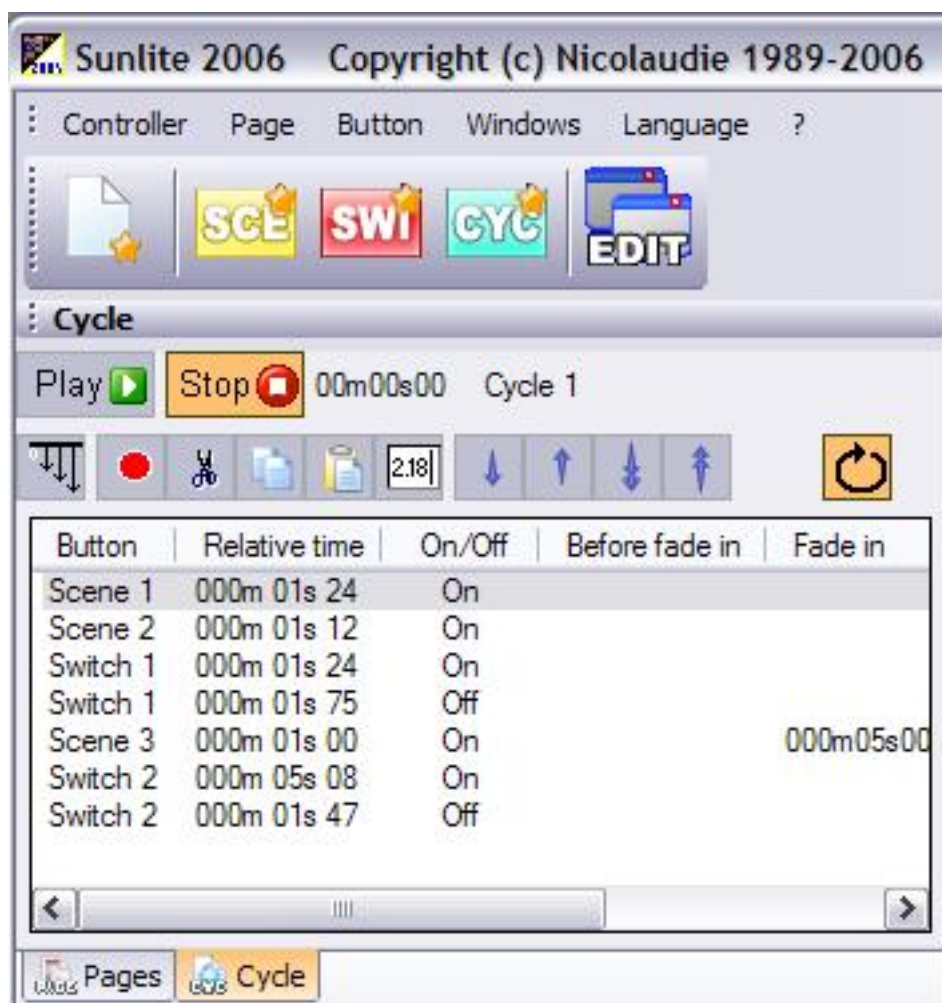 Sunlite 2006 Copyright (c) Nicolaudie 1989-2006
Controller Page Button Windows Language ?
SCE SWI CYC EDIT
Cycle
Play Stop 00m00s00 Cycle 1
2.18
Button Relative time On/Off Before fade in Fade in
Scene 1 000m 01s 24 On
Scene 2 000m 01s 12 On
Switch 1 000m 01s 24 On
Switch 1 000m 01s 75 Off
Scene 3 000m 01s 00 On 000m05s00
Switch 2 000m 05s 08 On
Switch 2 000m 01s 47 Off
Pages Cycle